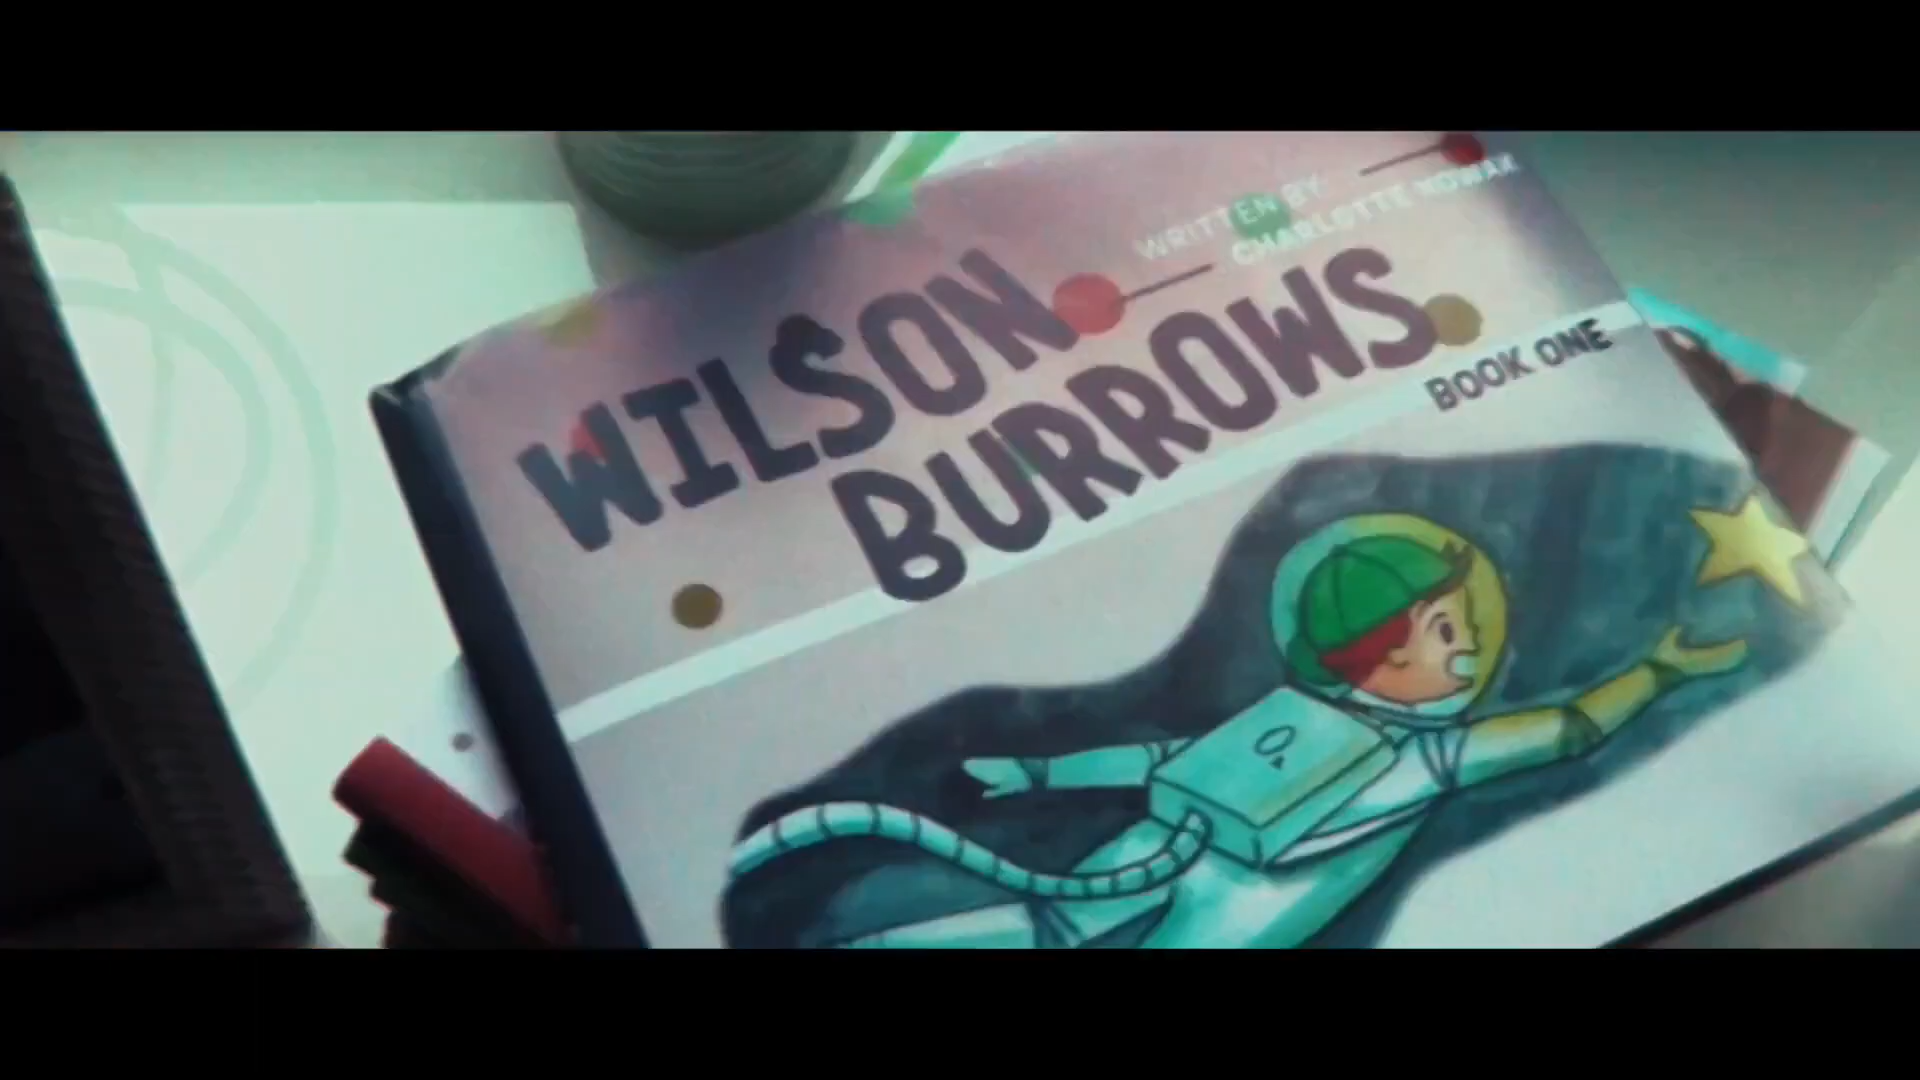 WRITTEN BY
CHARLOTTE NOWAK
WILSON
BURROWS
BOOK ONE